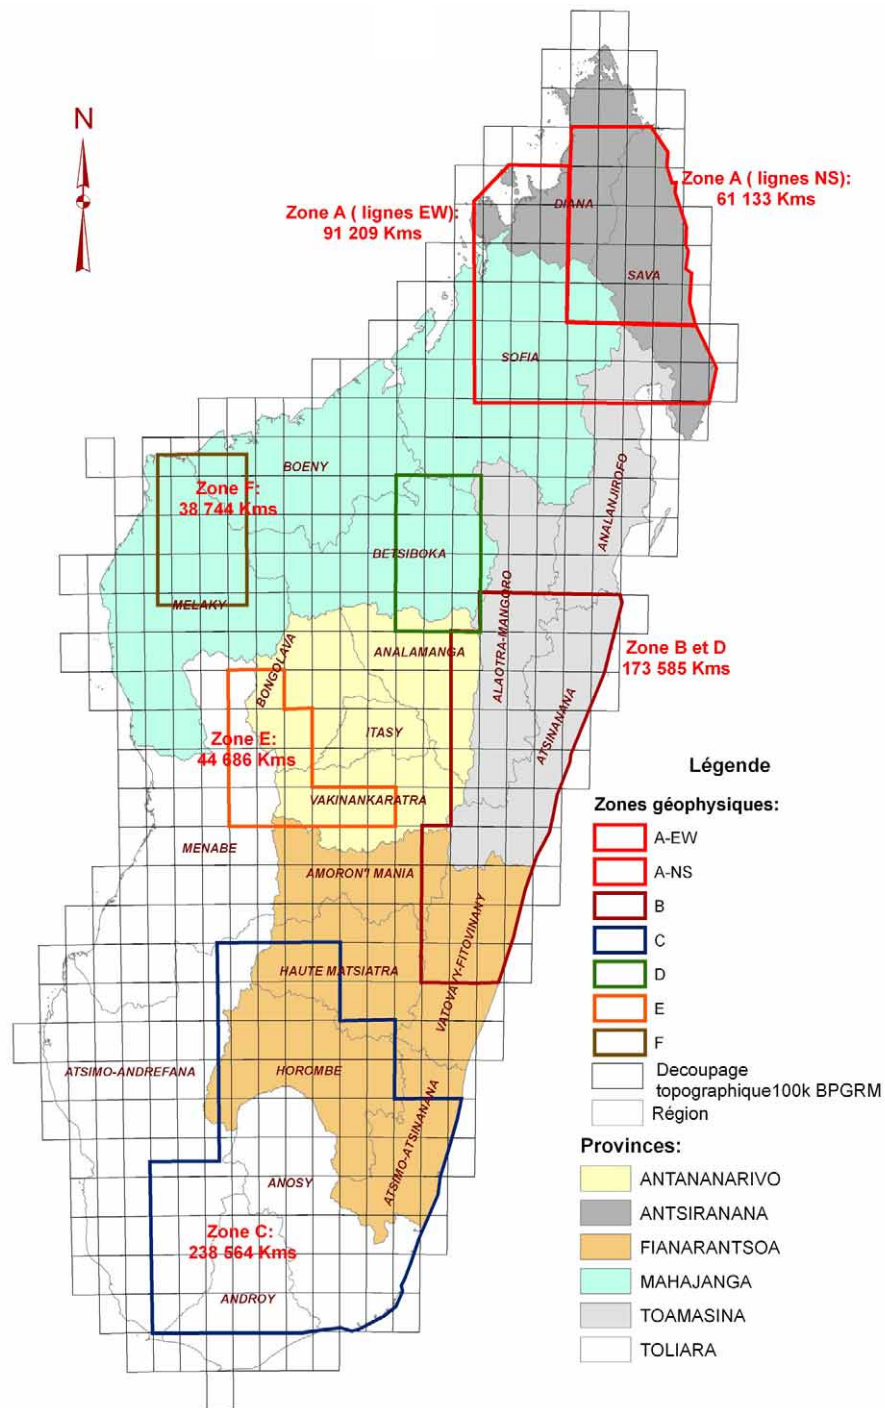 N
Zone A ( lignes NS):
61 133 Kms
Zone A ( lignes EW):
91 209 Kms
DIANA
SAVA
SOFIA
BOENY
Zone F:
38 744 Kms
ANALANJIROFO
BETSIBOKA
MELAKY
ALAOTRA-MANGORO
ANALAMANGA
Zone B et D
173 585 Kms
BONGOLAVA
ATSINANANA
ITASY
Zone E:
44 686 Kms
VAKINANKARATRA
MENABE
AMORON'I MANIA
HAUTE MATSIATRA
VATOVAVY-FITOVINANY
ATSIMO-ANDREFANA
HOROMBE
ATSIMO-ATSINANANA
ANOSY
Zone C:
238 564 Kms
ANDROY
Légende
Zones géophysiques:
A-EW
A-NS
B
C
D
E
F
Decoupage
topographique100k BPGRM
Région
Provinces:
ANTANANARIVO
ANTSIRANANA
FIANARANTSOA
MAHAJANGA
TOAMASINA
TOLIARA